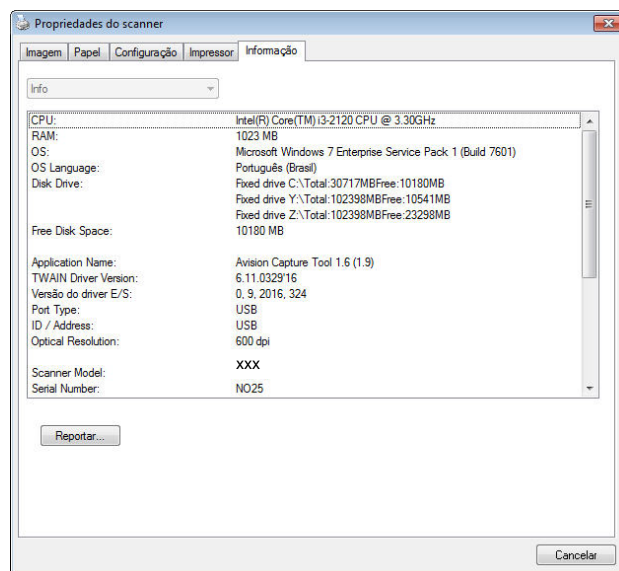 Propriedades do scanner
Imagem Papel Configuração Impressor Informação
Info
CPU: Intel(R) Core(TM) i3-2120 CPU @ 3.30GHz
RAM: 1023 MB
OS: Microsoft Windows 7 Enterprise Service Pack 1 (Build 7601)
OS Language: Português (Brasil)
Disk Drive: Fixed drive C:\Total:30717MBFree:10180MB
Fixed drive Y:\Total:102398MBFree:10541MB
Fixed drive Z:\Total:102398MBFree:23298MB
Free Disk Space: 10180 MB
Application Name: Avision Capture Tool 1.6 (1.9)
TWAIN Driver Version: 6.11.0329'16
Versão do driver E/S: 0, 9, 2016, 324
Port Type: USB
ID / Address: USB
Optical Resolution: 600 dpi
Scanner Model: XXX
Serial Number: NO25
Reportar...
Cancelar